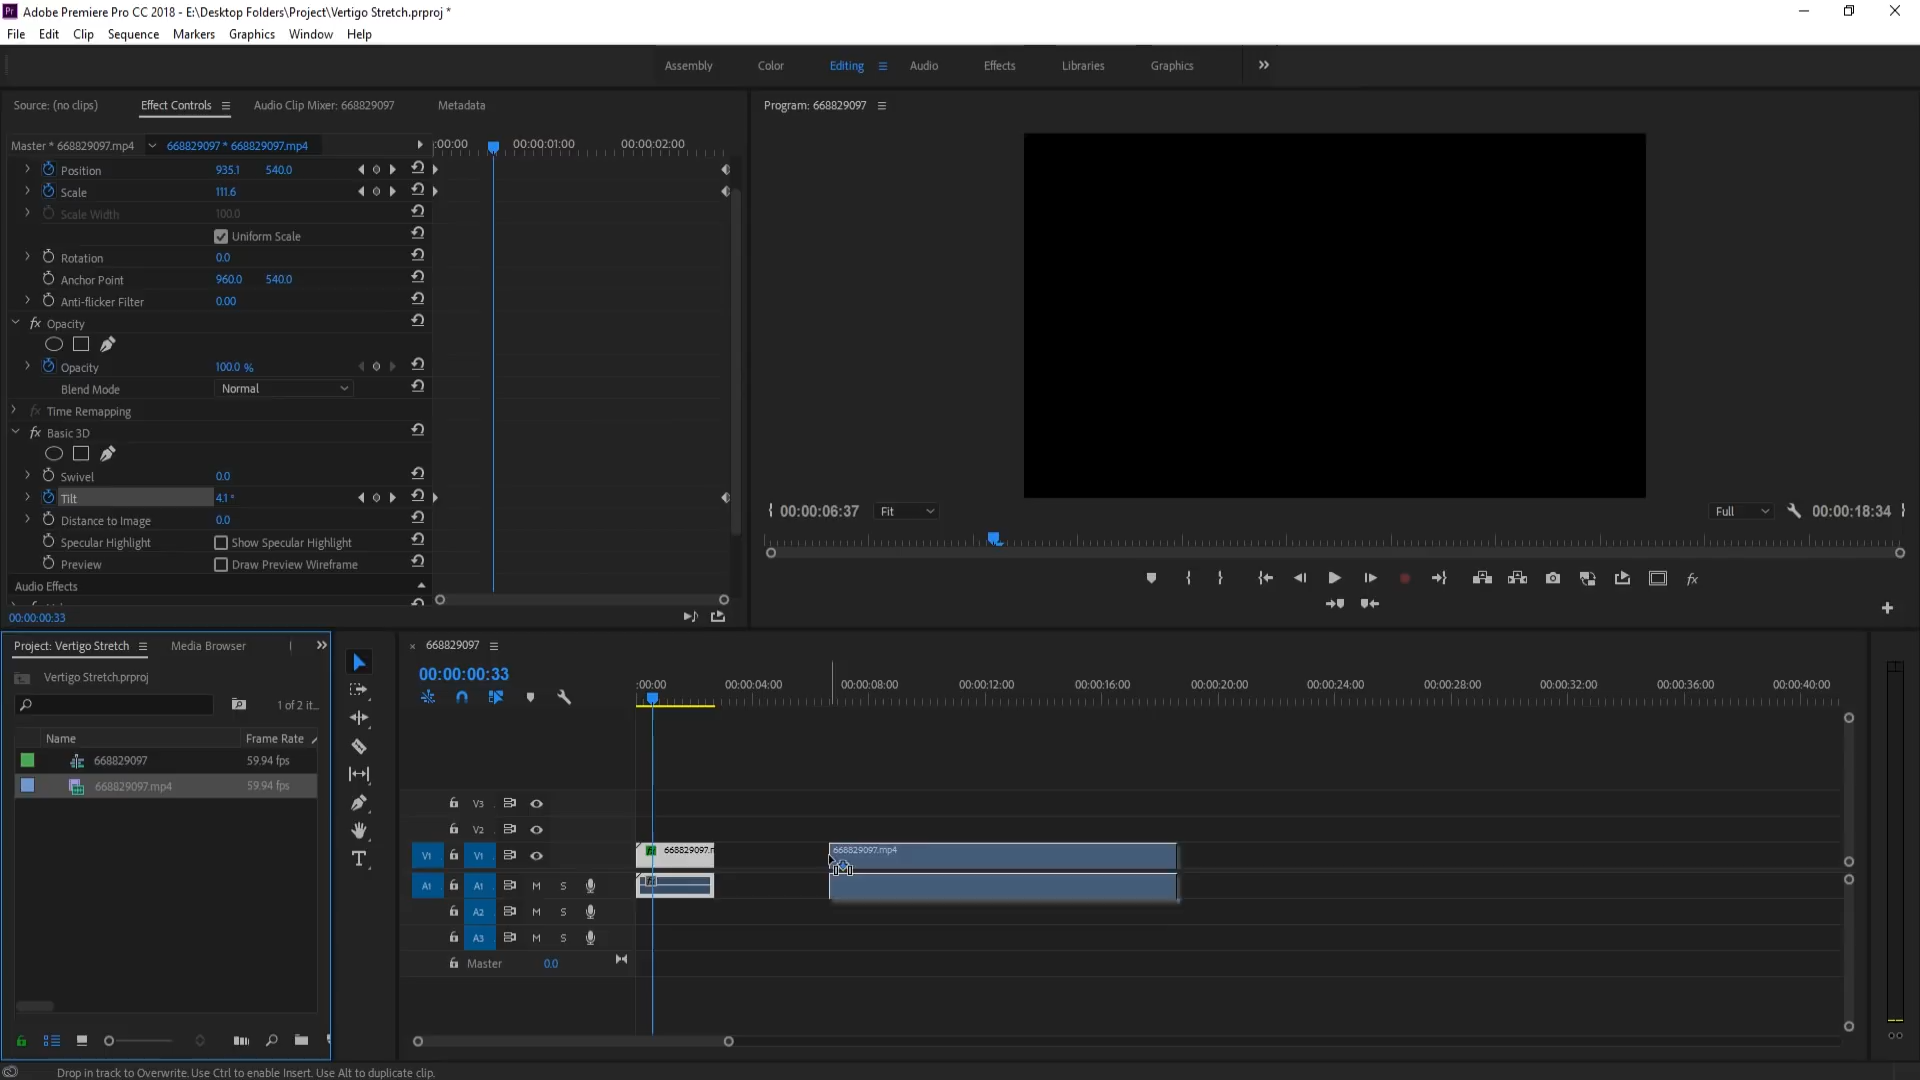 Adobe Premiere Pro CC 2018 - E:\Desktop Folders\Project\Vertigo Stretch.prproj *
File Edit Clip Sequence Markers Graphics Window Help
Assembly Color Editing Audio Effects Libraries Graphics
Source: (no clips) Effect Controls Audio Clip Mixer: 668829097 Metadata
Program: 668829097
Master * 668829097.mp4 668829097 * 668829097.mp4
:00:00 00:00:01:00 00:00:02:00
Position 935.1 540.0
Scale 111.6
Scale Width 100.0
Uniform Scale
Rotation 0.0
Anchor Point 960.0 540.0
Anti-flicker Filter 0.00
fx Opacity
Opacity 100.0 %
Blend Mode Normal
fx Time Remapping
fx Basic 3D
Swivel 0.0
Tilt 4.1 °
Distance to Image 0.0
Specular Highlight Show Specular Highlight
Preview Draw Preview Wireframe
Audio Effects
00:00:00:33
00:00:06:37 Fit Full 00:00:18:34
fx
Project: Vertigo Stretch Media Browser
Vertigo Stretch.prproj
1 of 2 it...
Name Frame Rate
668829097 59.94 fps
668829097.mp4 59.94 fps
× 668829097
00:00:00:33
:00:00 00:00:04:00 00:00:08:00 00:00:12:00 00:00:16:00 00:00:20:00 00:00:24:00 00:00:28:00 00:00:32:00 00:00:36:00 00:00:40:00
V3
V2
V1 V1 fx 668829097.m 668829097.mp4
A1 A1 M S fx
A2 M S
A3 M S
Master 0.0
Drop in track to Overwrite. Use Ctrl to enable Insert. Use Alt to duplicate clip.